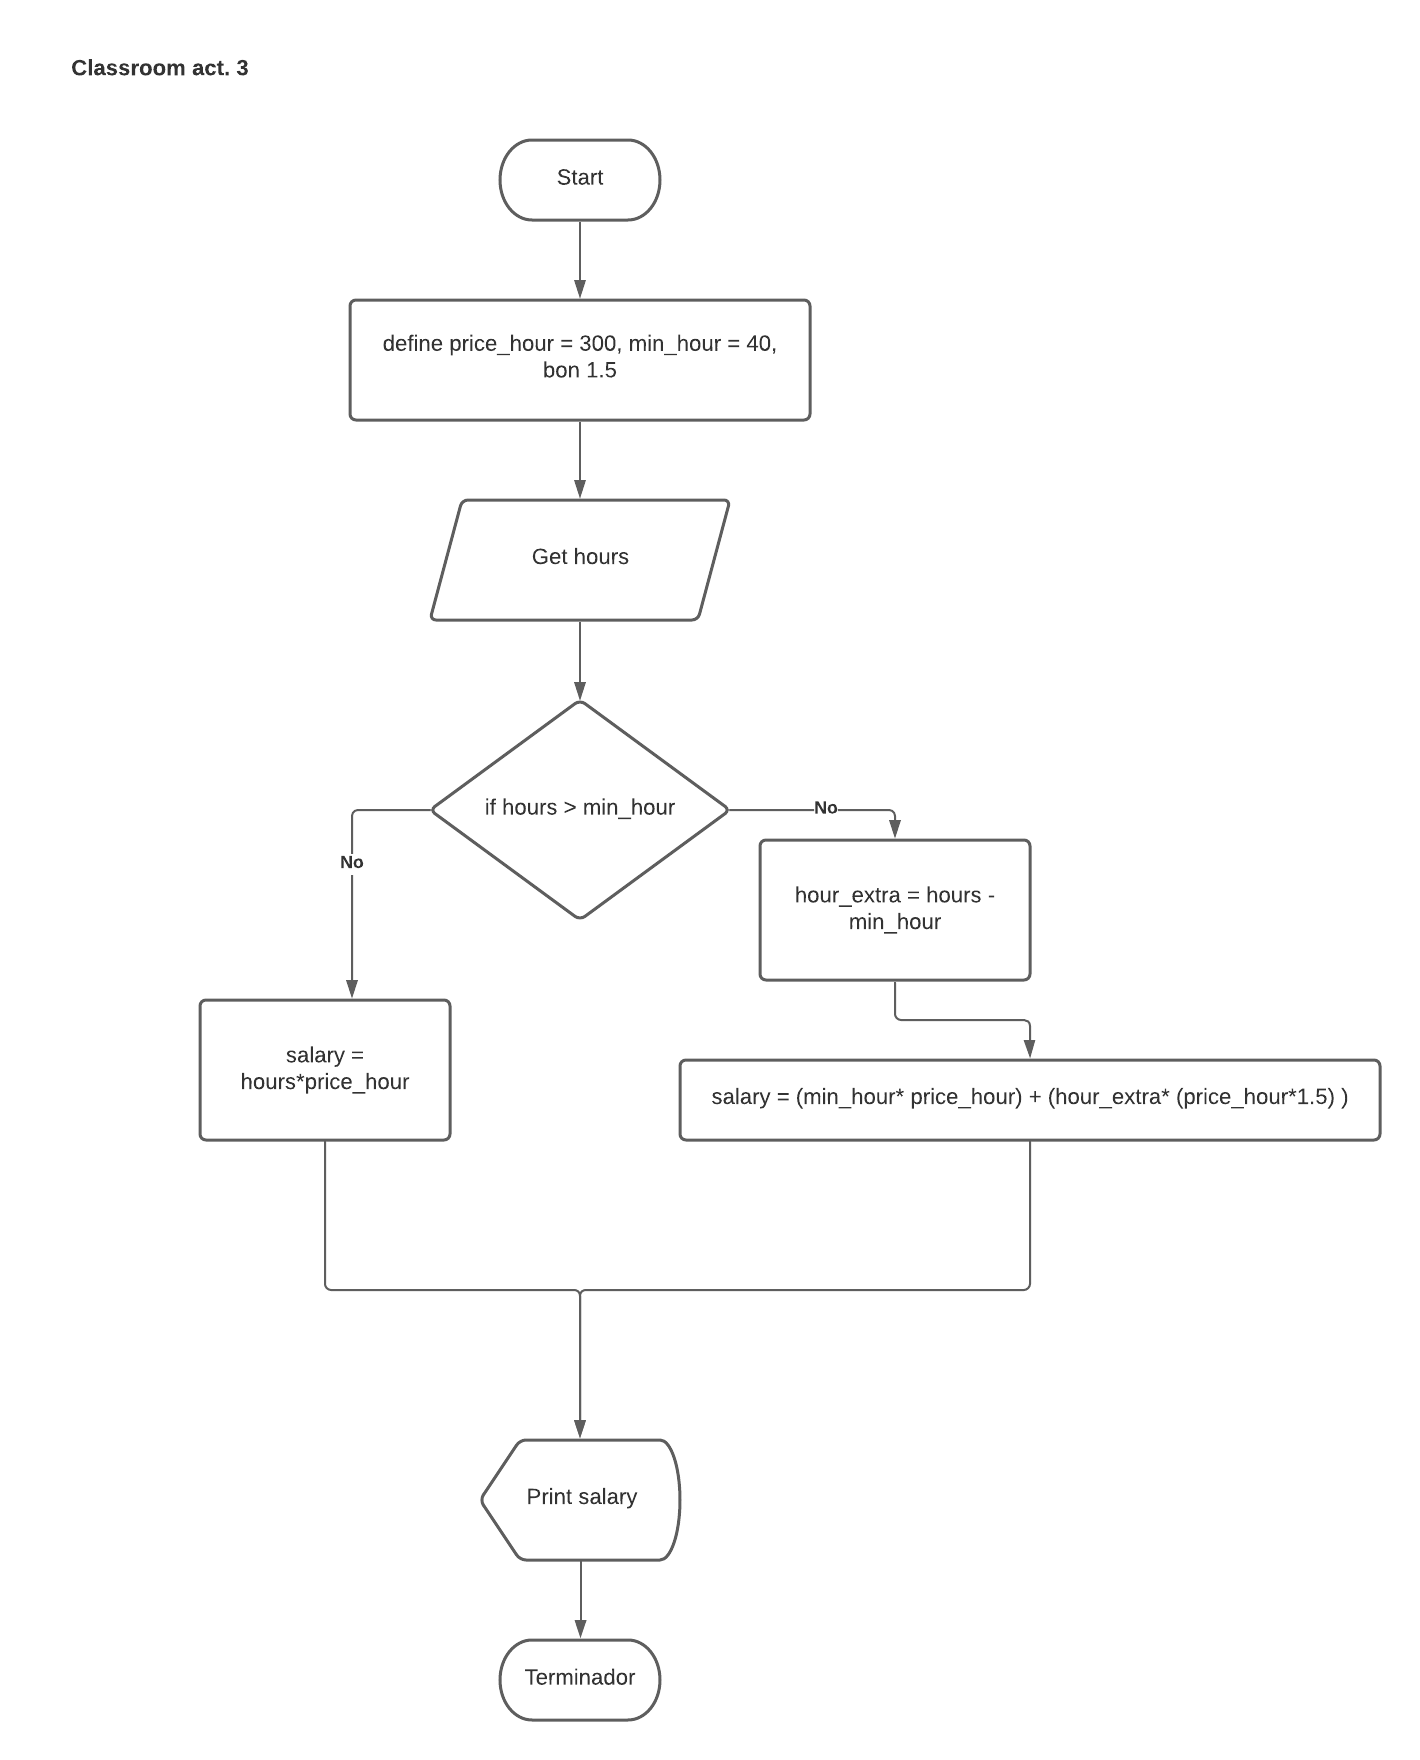 Classroom act. 3
Start
define price_hour = 300, min_hour = 40,
bon 1.5
Get hours
if hours > min_hour
No
No
hour_extra = hours -
min_hour
salary =
hours*price_hour
salary = (min_hour* price_hour) + (hour_extra* (price_hour*1.5) )
Print salary
Terminador